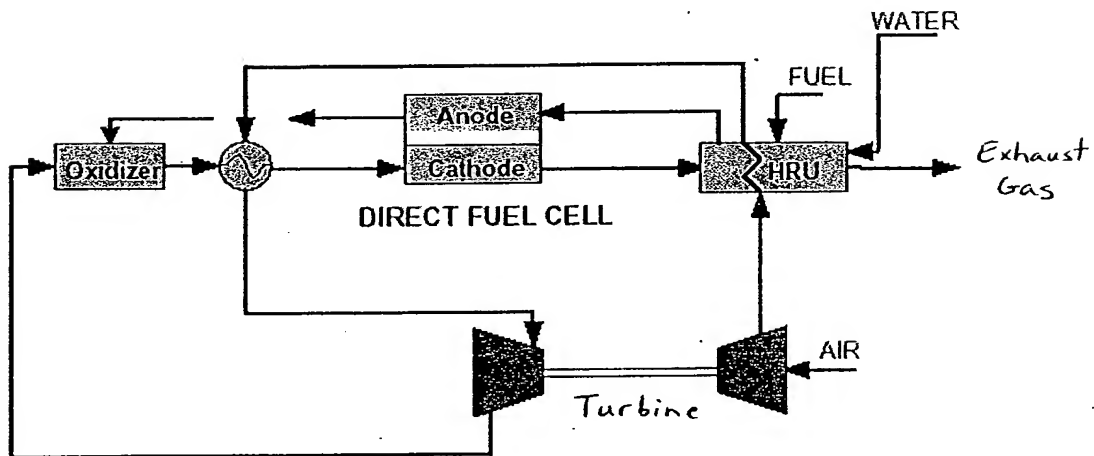 WATER
FUEL
Anode
Oxidizer
Cathode
HRU
Exhaust
Gas
DIRECT FUEL CELL
AIR
Turbine